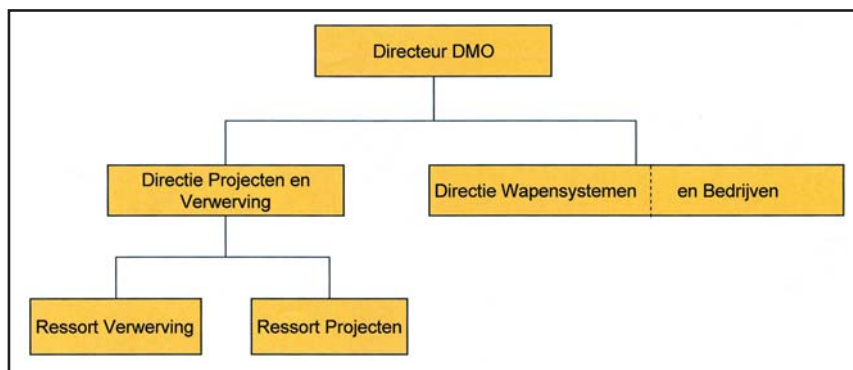 Directeur DMO
Directie Projecten en
Verwerving
Directie Wapensystemen en Bedrijven
Ressort Verwerving
Ressort Projecten